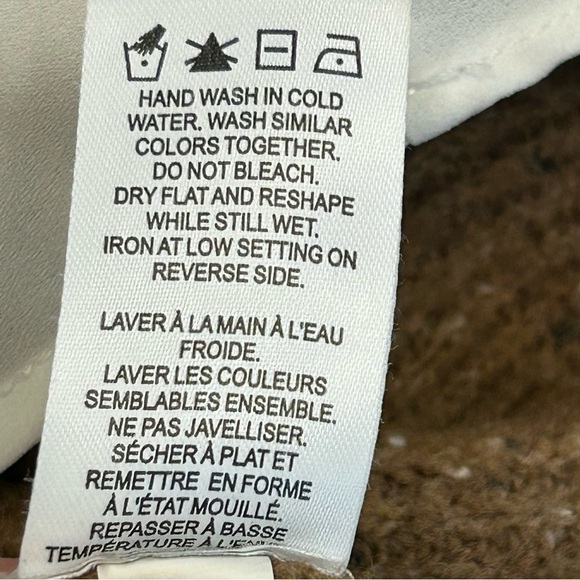 HAND WASH IN COLD
WATER. WASH SIMILAR
COLORS TOGETHER.
DO NOT BLEACH.
DRY FLAT AND RESHAPE
WHILE STILL WET.
IRON AT LOW SETTING ON
REVERSE SIDE.
LAVER À LA MAIN À L'EAU
FROIDE.
LAVER LES COULEURS
SEMBLABLES ENSEMBLE.
NE PAS JAVELLISER.
SÉCHER À PLAT ET
REMETTRE EN FORME
À L'ÉTAT MOUILLÉ.
REPASSER À BASSE
TEMPÉRATURE À